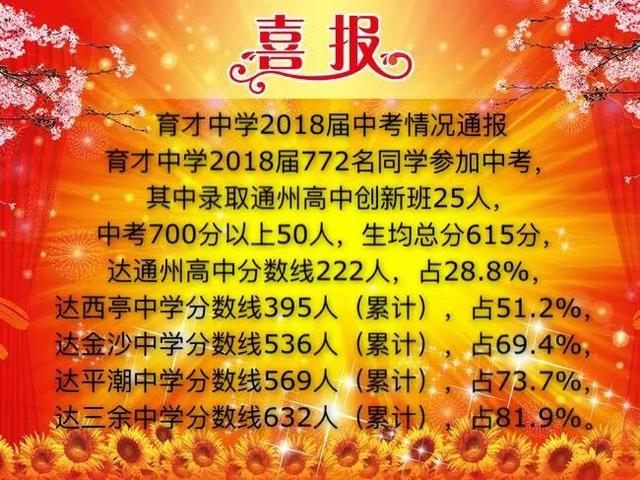 喜报
育才中学2018届中考情况通报
育才中学2018届772名同学参加中考，
其中录取通州高中创新班25人，
中考700分以上50人，生均总分615分，
达通州高中分数线222人，占28.8%，
达西亭中学分数线395人（累计），占51.2%，
达金沙中学分数线536人（累计），占69.4%，
达平潮中学分数线569人（累计），占73.7%，
达三余中学分数线632人（累计），占81.9%。